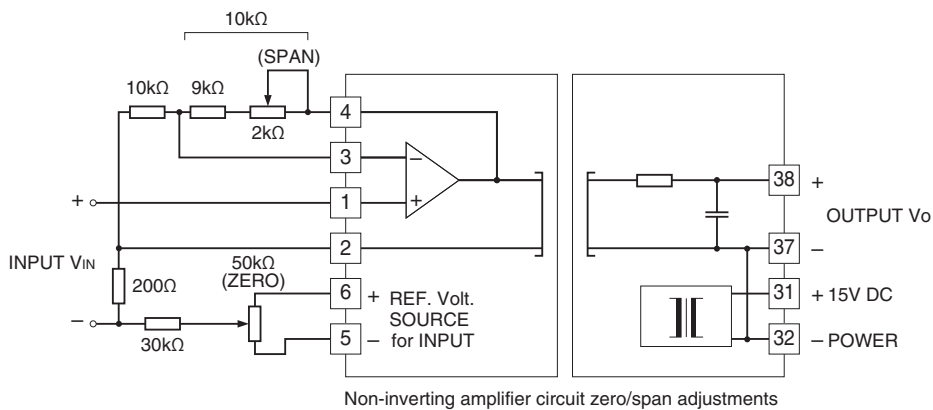 10kΩ
(SPAN)
10kΩ 9kΩ
2kΩ
4
3
1
2
6
5
−
+
+
INPUT VIN
−
200Ω
50kΩ
(ZERO)
30kΩ
+ REF. Volt.
SOURCE
− for INPUT
38 +
OUTPUT Vo
37 −
31 + 15V DC
32 − POWER
Non-inverting amplifier circuit zero/span adjustments